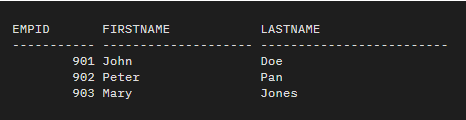 EMPID       FIRSTNAME            LASTNAME
----------- -------------------- -------------------------
        901 John                 Doe
        902 Peter                Pan
        903 Mary                 Jones